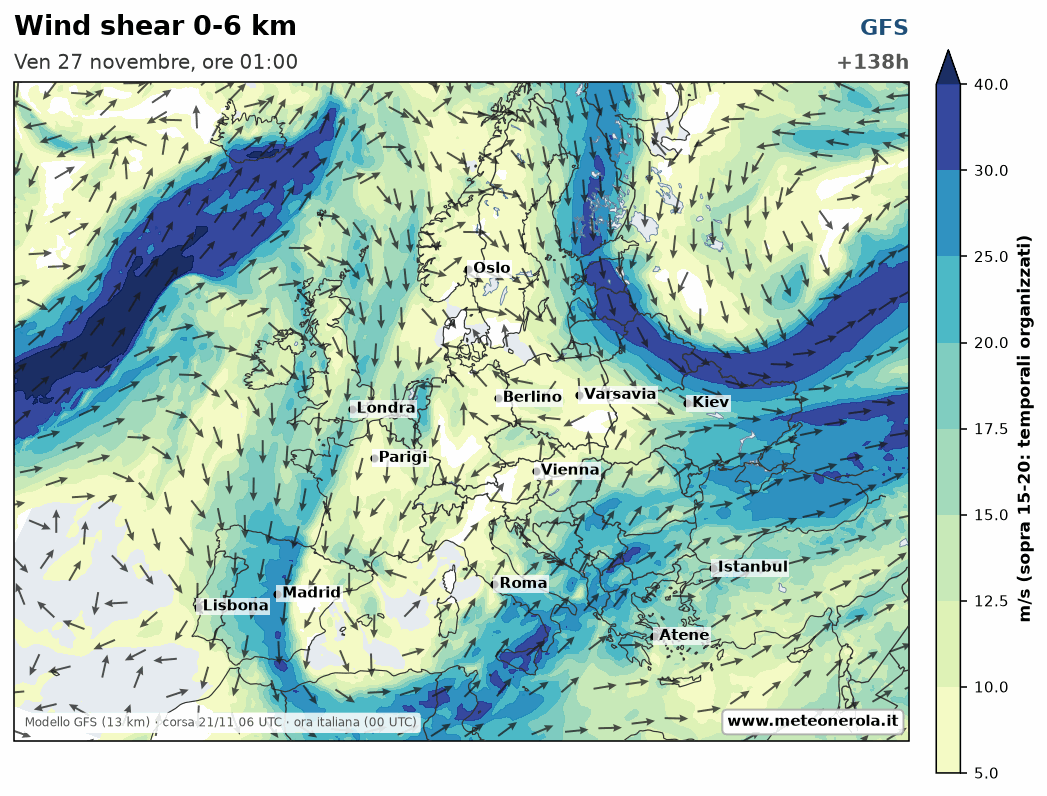 Wind shear 0-6 km
GFS
Ven 27 novembre, ore 01:00
+138h
40.0
30.0
25.0
20.0
17.5
15.0
12.5
10.0
5.0
m/s (sopra 15-20: temporali organizzati)
Oslo
Berlino
Varsavia
Kiev
Londra
Parigi
Vienna
Istanbul
Roma
Madrid
Lisbona
Atene
Modello GFS (13 km) · corsa 21/11 06 UTC · ora italiana (00 UTC)
www.meteonerola.it